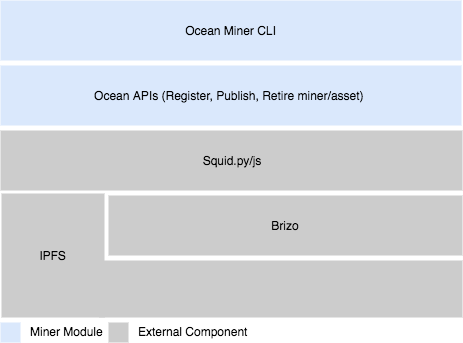 Ocean Miner CLI
Ocean APIs (Register, Publish, Retire miner/asset)
Squid.py/js
Brizo
IPFS
Miner Module
External Component